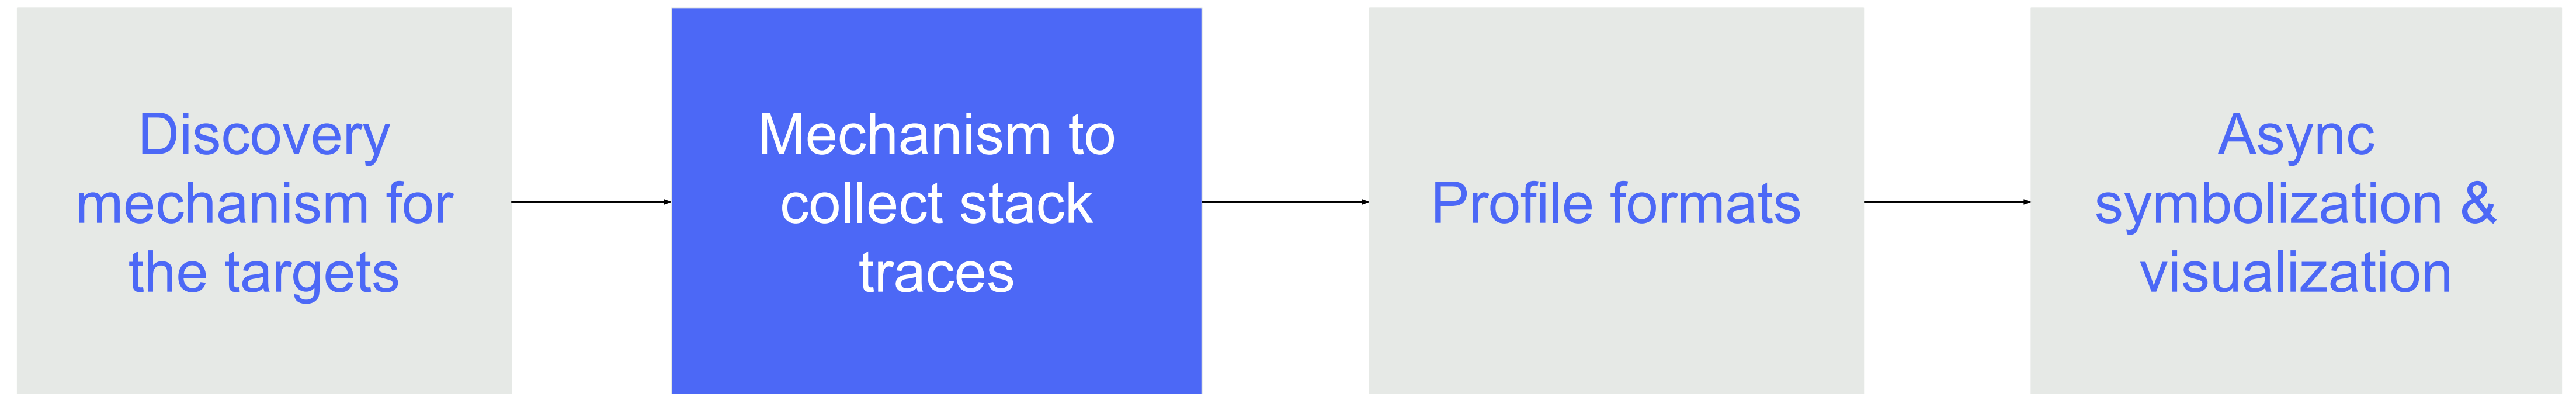 Discovery
mechanism for
the targets
Mechanism to
collect stack
traces
Profile formats
Async
symbolization &
visualization